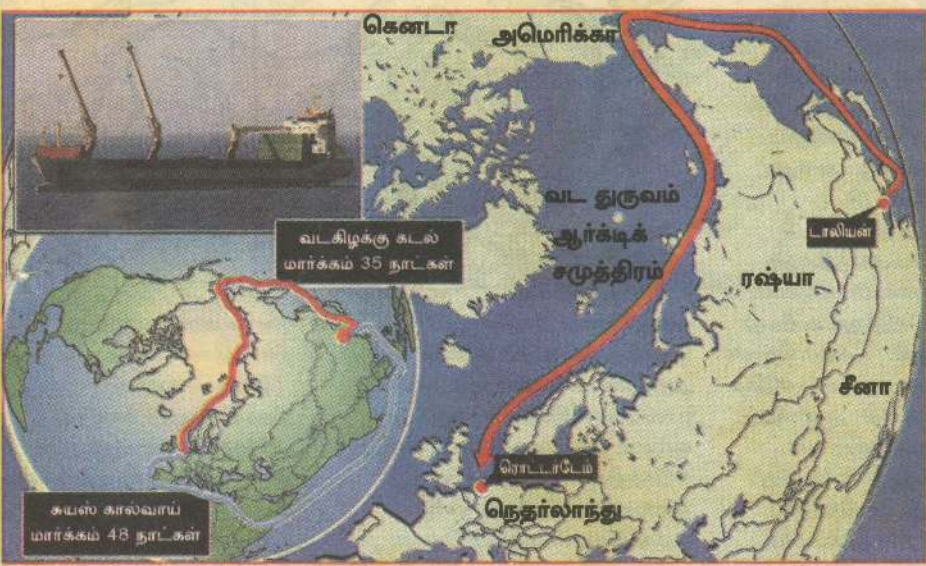 கெனடா
அமெரிக்கா
வட துருவம்
ஆர்க்டிக்
சமுத்திரம்
டாலியன்
ரஷ்யா
சீனா
வடகிழக்கு கடல்
மார்க்கம் 35 நாட்கள்
ரொட்டர்டேம்
நெதர்லாந்து
சுயஸ் கால்வாய்
மார்க்கம் 48 நாட்கள்